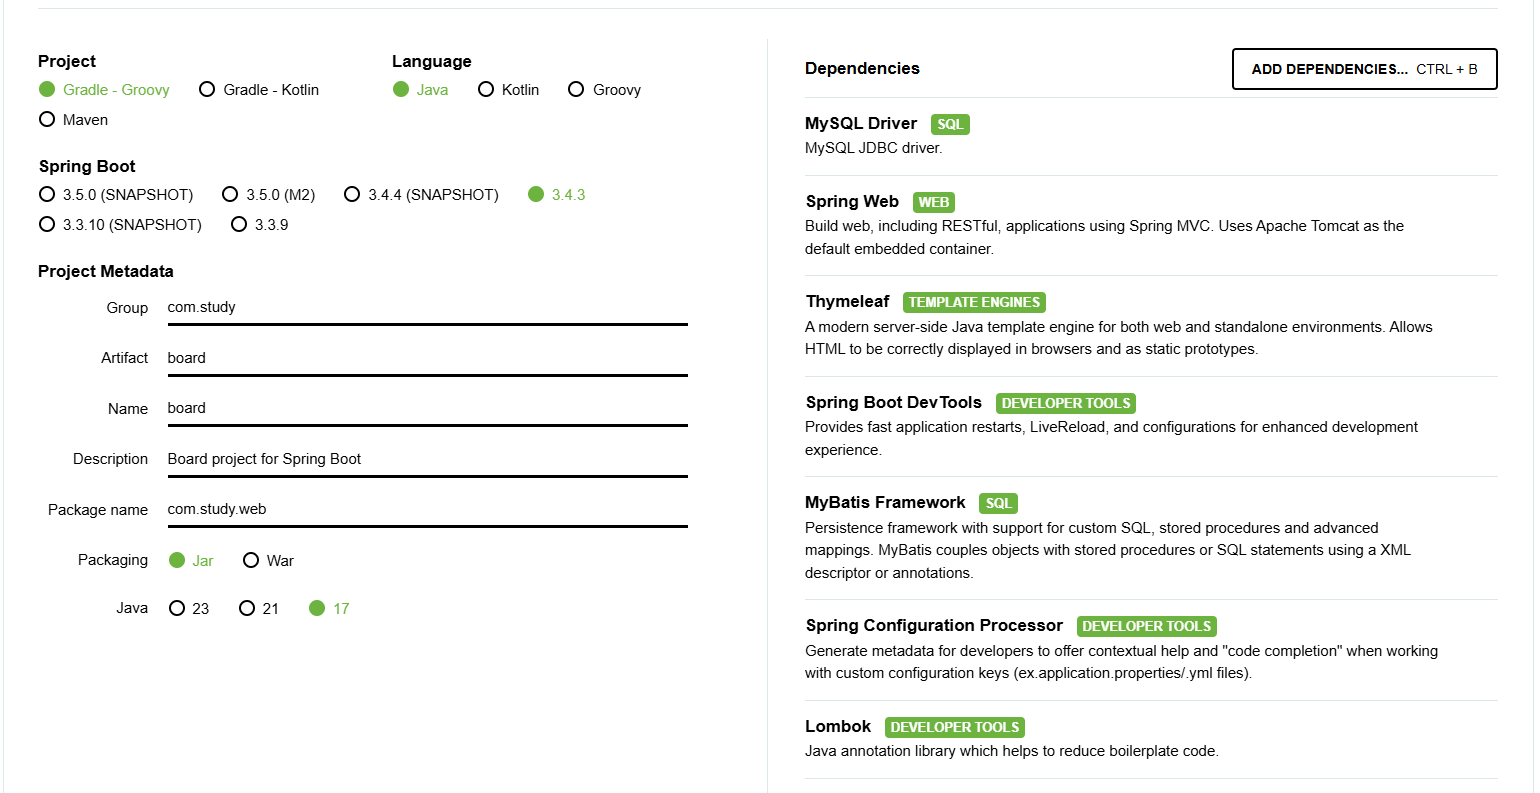 Project
Gradle - Groovy
Gradle - Kotlin
Maven
Language
Java
Kotlin
Groovy
Spring Boot
3.5.0 (SNAPSHOT)
3.5.0 (M2)
3.4.4 (SNAPSHOT)
3.4.3
3.3.10 (SNAPSHOT)
3.3.9
Project Metadata
Group com.study
Artifact board
Name board
Description Board project for Spring Boot
Package name com.study.web
Packaging Jar War
Java 23 21 17
Dependencies
ADD DEPENDENCIES... CTRL + B
MySQL Driver SQL
MySQL JDBC driver.
Spring Web WEB
Build web, including RESTful, applications using Spring MVC. Uses Apache Tomcat as the
default embedded container.
Thymeleaf TEMPLATE ENGINES
A modern server-side Java template engine for both web and standalone environments. Allows
HTML to be correctly displayed in browsers and as static prototypes.
Spring Boot DevTools DEVELOPER TOOLS
Provides fast application restarts, LiveReload, and configurations for enhanced development
experience.
MyBatis Framework SQL
Persistence framework with support for custom SQL, stored procedures and advanced
mappings. MyBatis couples objects with stored procedures or SQL statements using a XML
descriptor or annotations.
Spring Configuration Processor DEVELOPER TOOLS
Generate metadata for developers to offer contextual help and "code completion" when working
with custom configuration keys (ex.application.properties/.yml files).
Lombok DEVELOPER TOOLS
Java annotation library which helps to reduce boilerplate code.